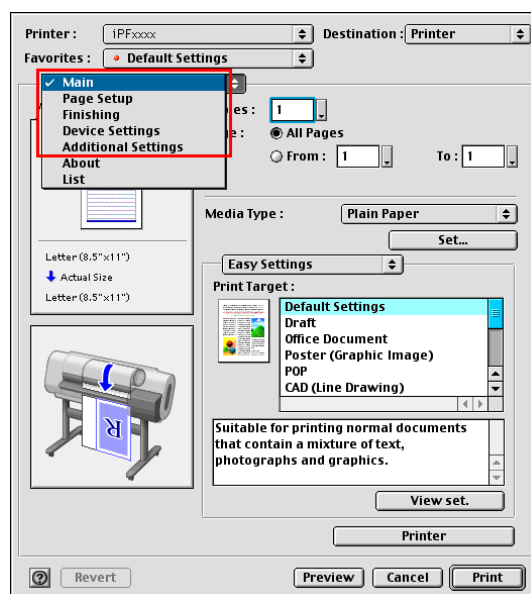 Printer : iPFxxxx Destination : Printer
Favorites : Default Settings
Main
Page Setup
Finishing
Device Settings
Additional Settings
About
List
es : 1
e : All Pages
From : 1 To : 1
Media Type : Plain Paper
Set...
Letter (8.5"x11")
Actual Size
Letter (8.5"x11")
Easy Settings
Print Target :
Default Settings
Draft
Office Document
Poster (Graphic Image)
POP
CAD (Line Drawing)
R
Suitable for printing normal documents
that contain a mixture of text,
photographs and graphics.
View set.
Printer
? Revert Preview Cancel Print